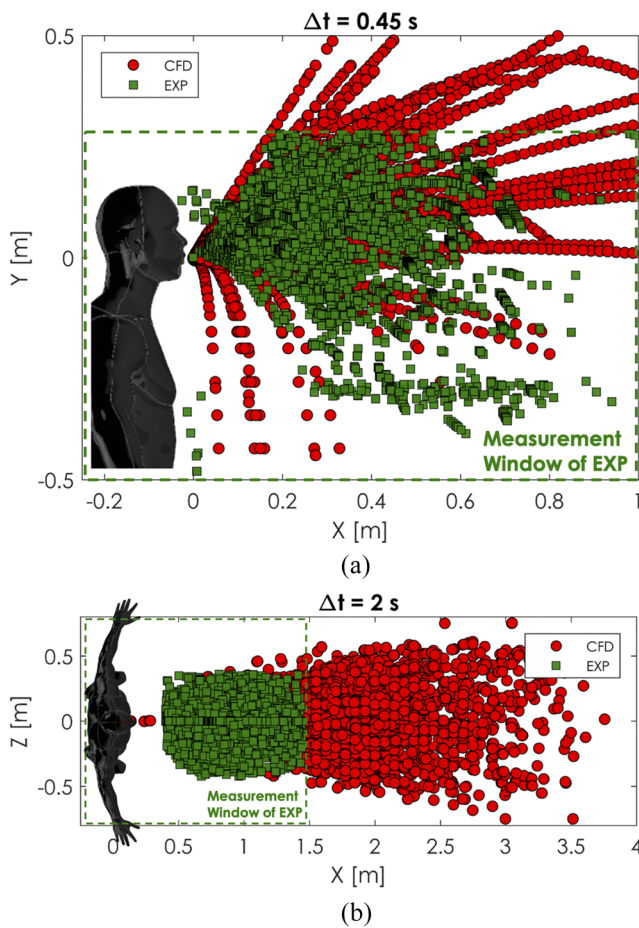 Δt = 0.45 s
CFD
EXP
0.5
0
-0.5
Y [m]
Measurement
Window of EXP
-0.2 0 0.2 0.4 0.6 0.8 1
X [m]
(a)
Δt = 2 s
CFD
EXP
0.5
0
-0.5
Z [m]
Measurement
Window of EXP
0 0.5 1 1.5 2 2.5 3 3.5 4
X [m]
(b)